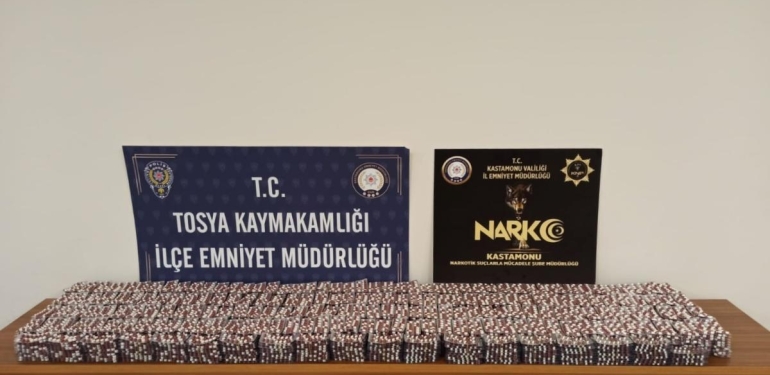 POLİS
T.C.
TOSYA KAYMAKAMLIĞI
İLÇE EMNİYET MÜDÜRLÜĞÜ
T.C.
KASTAMONU VALİLİĞİ
İL EMNİYET MÜDÜRLÜĞÜ
NARKO
KASTAMONU
NARKOTİK SUÇLARLA MÜCADELE ŞUBE MÜDÜRLÜĞÜ